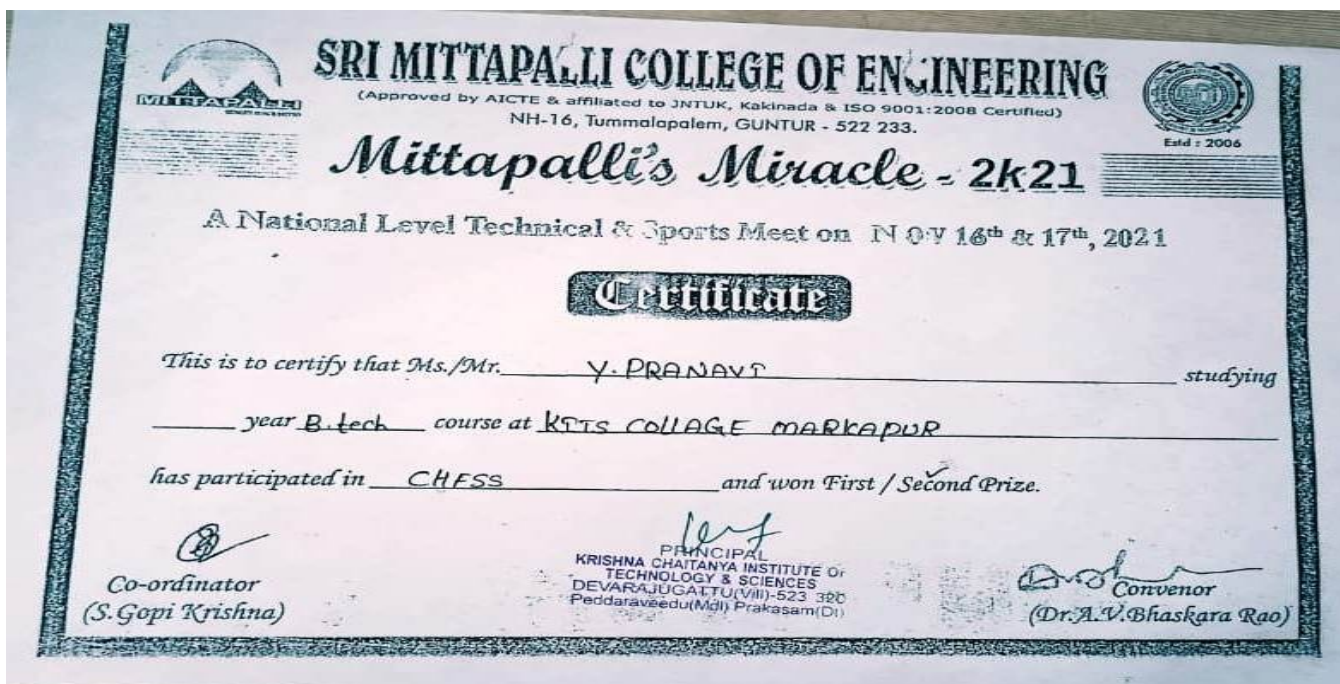 SRI MITTAPALLI COLLEGE OF ENGINEERING
MITTAPALLI
(Approved by AICTE & affiliated to JNTUK, Kakinada & ISO 9001:2008 Certified)
NH-16, Tummalapalem, GUNTUR - 522 233.
Estd : 2006
Mittapalli's Miracle - 2k21
A National Level Technical & Sports Meet on NOV 16th & 17th, 2021
Certificate
This is to certify that Ms./Mr. Y. PRANAVI studying
year B.tech course at KITS COLLAGE MARKAPUR
has participated in CHESS and won First / Second Prize.
PRINCIPAL
KRISHNA CHAITANYA INSTITUTE OF
TECHNOLOGY & SCIENCES
DEVARAJUGATTU(Vill)-523 320
Peddaraveedu(Mdl) Prakasam(Dt)
Co-ordinator
(S. Gopi Krishna)
Convenor
(Dr. A.V. Bhaskara Rao)